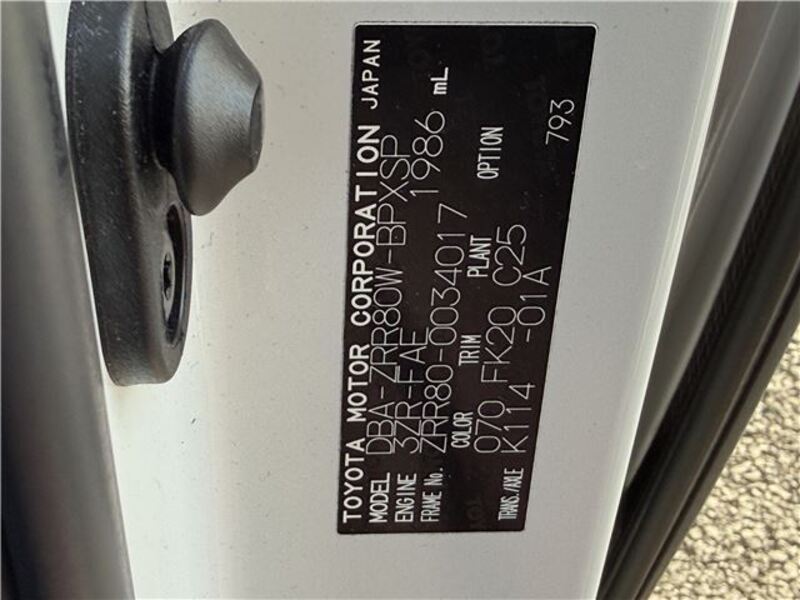 TOYOTA MOTOR CORPORATION JAPAN
MODEL DBA-ZRR80W-BPXSP
ENGINE 3ZR-FAE 1986 mL
FRAME No. ZRR80-0034017
COLOR TRIM PLANT OPTION
070 FK20 C25
TRANS./AXLE K114 -01A
793